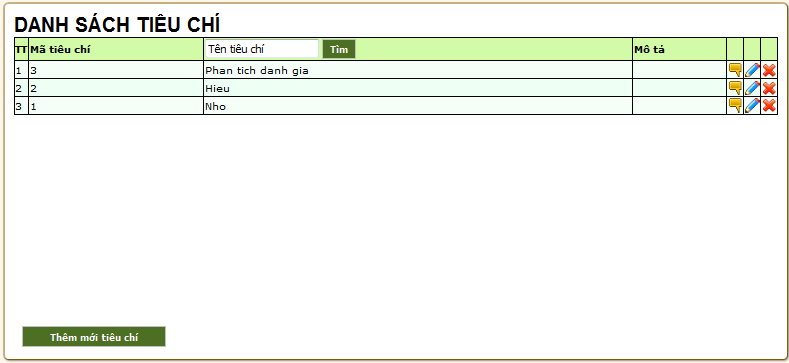 DANH SÁCH TIÊU CHÍ
TT Mã tiêu chí Tên tiêu chí Tìm Mô tả
1 3 Phan tich danh gia
2 2 Hieu
3 1 Nho
Thêm mới tiêu chí